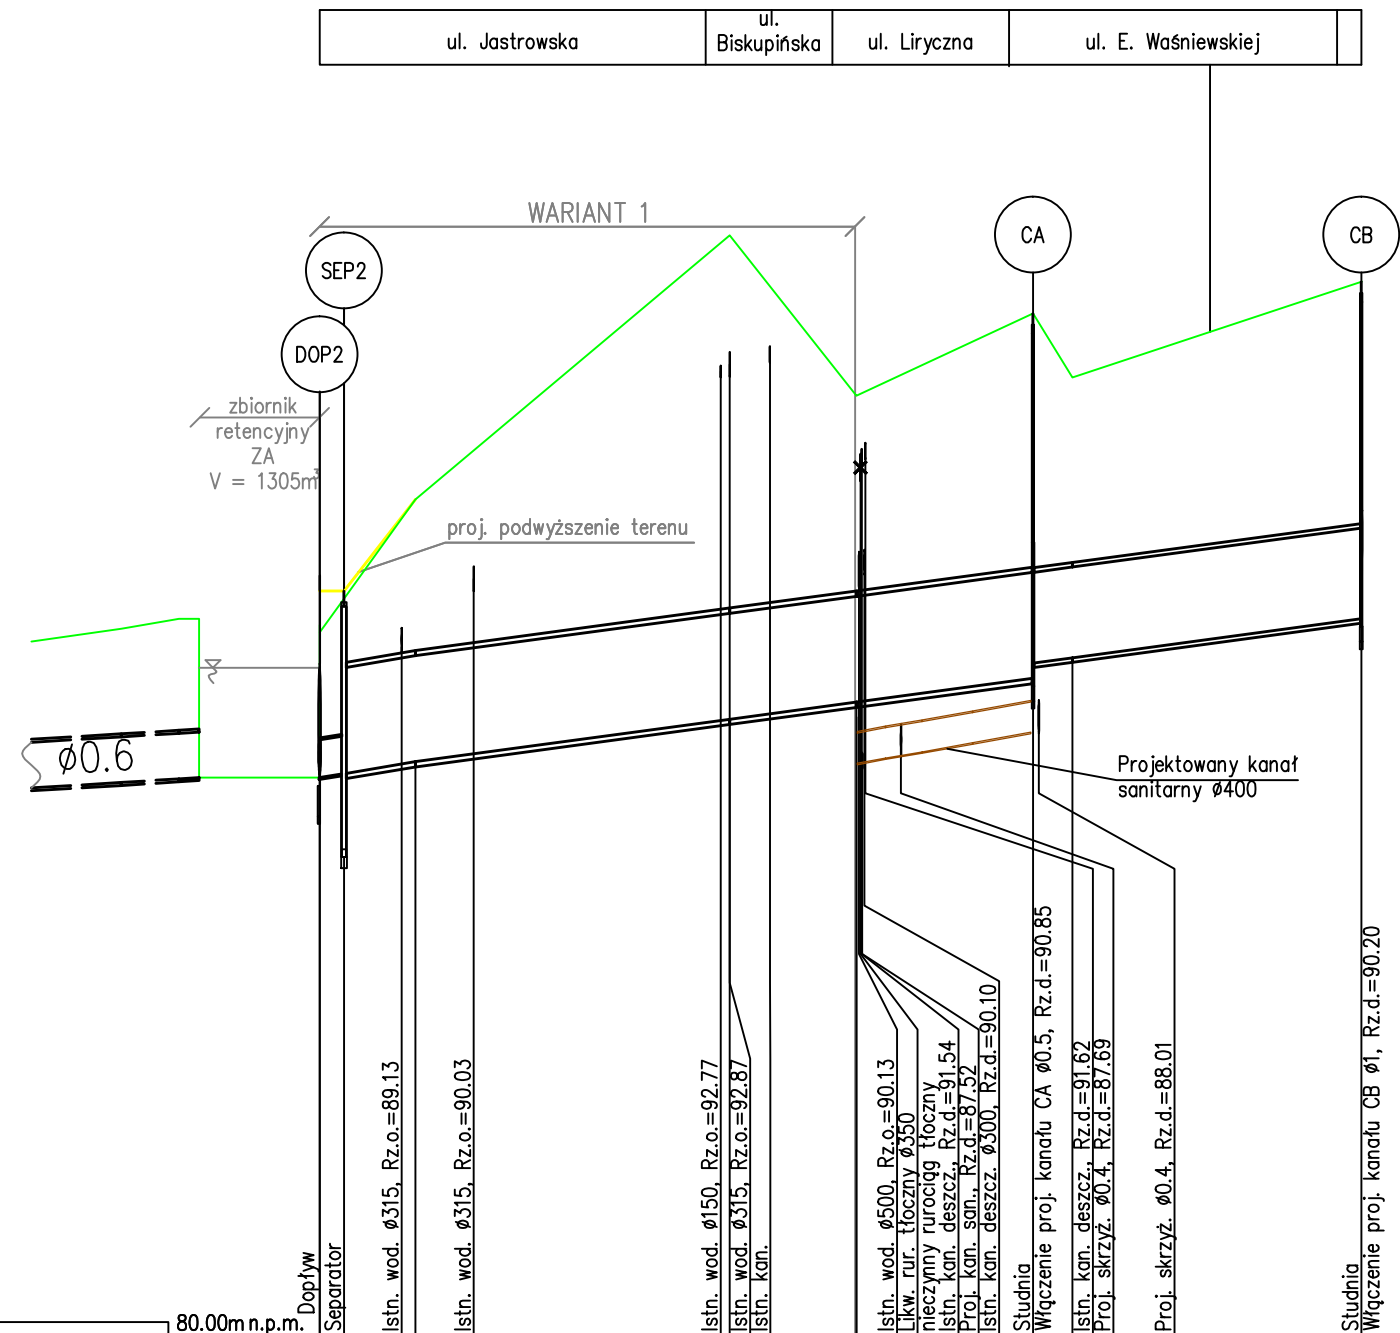 ul. Jastrowska
ul.
Biskupińska
ul. Liryczna
ul. E. Waśniewskiej
WARIANT 1
SEP2
DOP2
CA
CB
zbiornik
retencyjny
ZA
V = 1305m³
proj. podwyższenie terenu
ø0.6
Projektowany kanał
sanitarny ø400
80.00m n.p.m.
Dopływ
Separator
Istn. wod. ø315, Rz.o.=89.13
Istn. wod. ø315, Rz.o.=90.03
Istn. wod. ø150, Rz.o.=92.77
Istn. wod. ø315, Rz.o.=92.87
Istn. kan.
Istn. wod. ø500, Rz.o.=90.13
Likw. rur. tłoczny ø350
nieczynny rurociąg tłoczny
Istn. kan. deszcz., Rz.d.=91.54
Proj. kan. san., Rz.d.=87.52
Istn. kan. deszcz. ø300, Rz.d.=90.10
Studnia
Włączenie proj. kanału CA ø0.5, Rz.d.=90.85
Istn. kan. deszcz., Rz.d.=91.62
Proj. skrzyż. ø0.4, Rz.d.=87.69
Proj. skrzyż. ø0.4, Rz.d.=88.01
Studnia
Włączenie proj. kanału CB ø1, Rz.d.=90.20